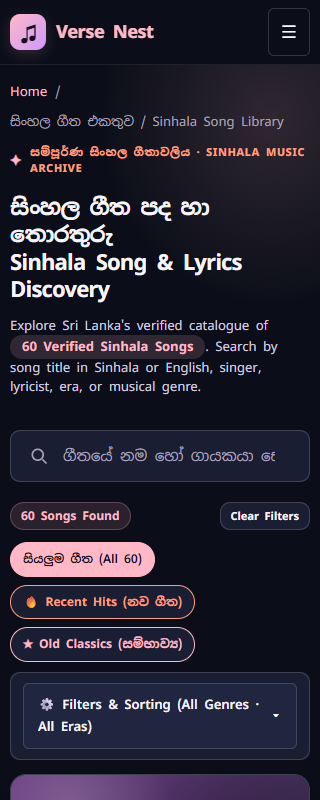 Verse Nest
Home /
සිංහල ගීත එකතුව / Sinhala Song Library
සම්පූර්ණ සිංහල ගීතාවලිය · SINHALA MUSIC
ARCHIVE
සිංහල ගීත පද හා
තොරතුරු
Sinhala Song & Lyrics
Discovery
Explore Sri Lanka's verified catalogue of
60 Verified Sinhala Songs . Search by
song title in Sinhala or English, singer,
lyricist, era, or musical genre.
ගීතයේ නම හෝ ගායකයා
60 Songs Found
Clear Filters
සියලුම ගීත (All 60)
Recent Hits (නව ගීත)
★ Old Classics (සම්භාව්‍ය)
Filters & Sorting (All Genres ·
All Eras)